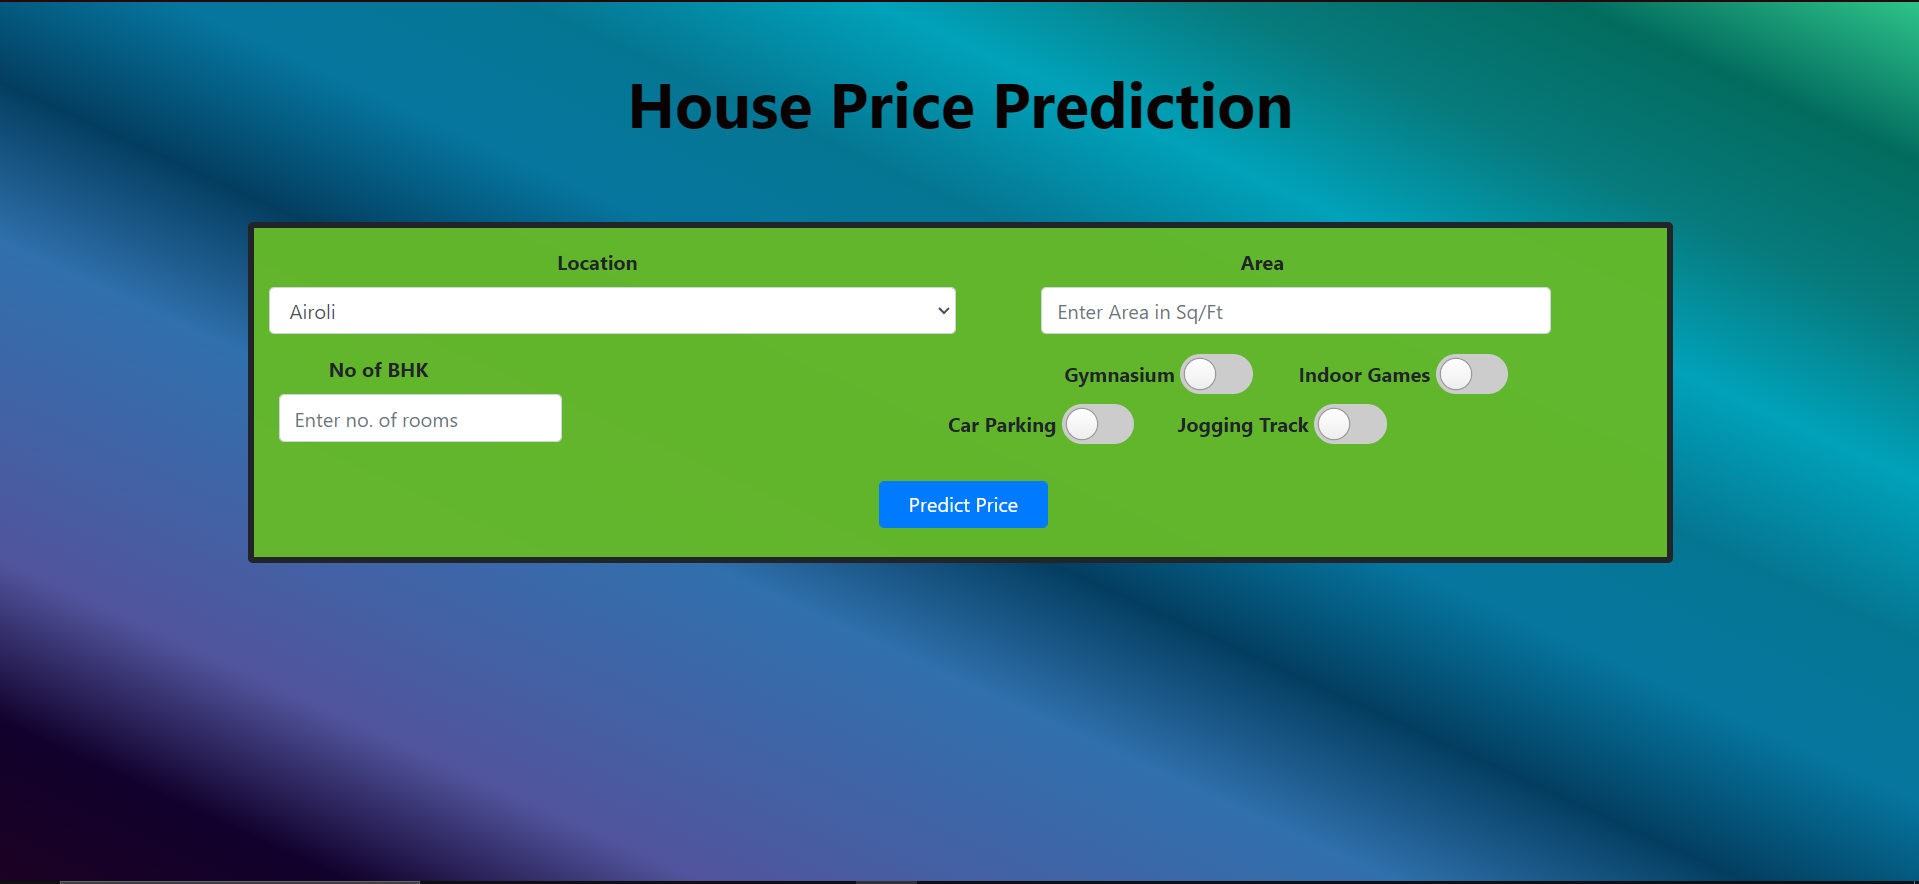 House Price Prediction
Location
Area
Airoli
Enter Area in Sq/Ft
No of BHK
Enter no. of rooms
Gymnasium
Indoor Games
Car Parking
Jogging Track
Predict Price